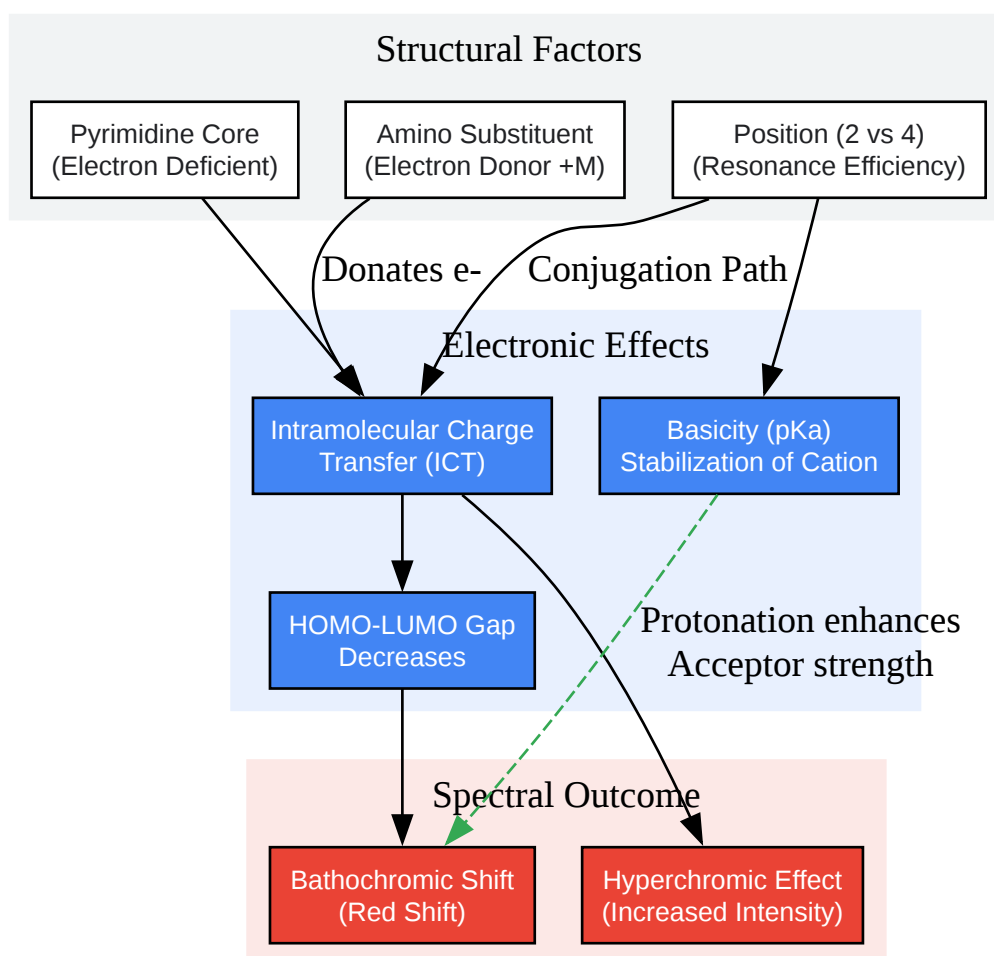 Structural Factors
Pyrimidine Core
(Electron Deficient)
Amino Substituent
(Electron Donor +M)
Position (2 vs 4)
(Resonance Efficiency)
Donates e-
Conjugation Path
Electronic Effects
Intramolecular Charge
Transfer (ICT)
Basicity (pKa)
Stabilization of Cation
HOMO-LUMO Gap
Decreases
Protonation enhances
Acceptor strength
Spectral Outcome
Bathochromic Shift
(Red Shift)
Hyperchromic Effect
(Increased Intensity)